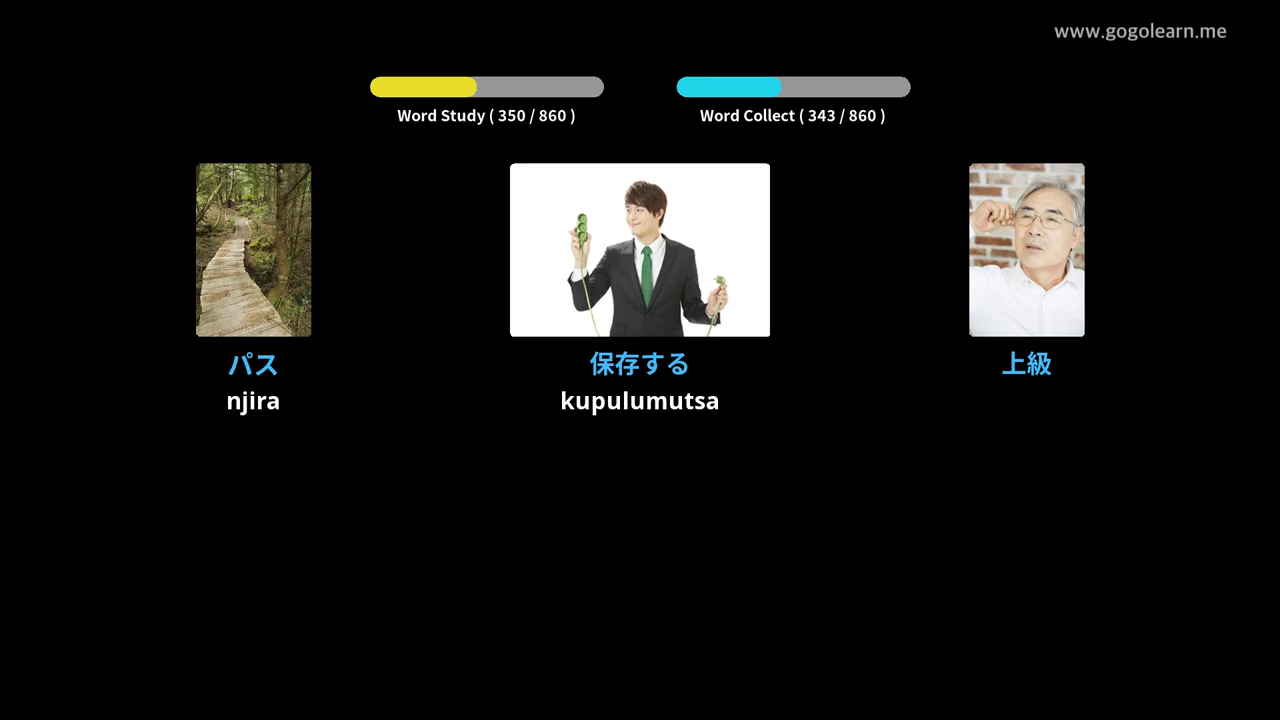 www.gogolearn.me
Word Study ( 350 / 860 )
Word Collect ( 343 / 860 )
パス
njira
保存する
kupulumutsa
上級